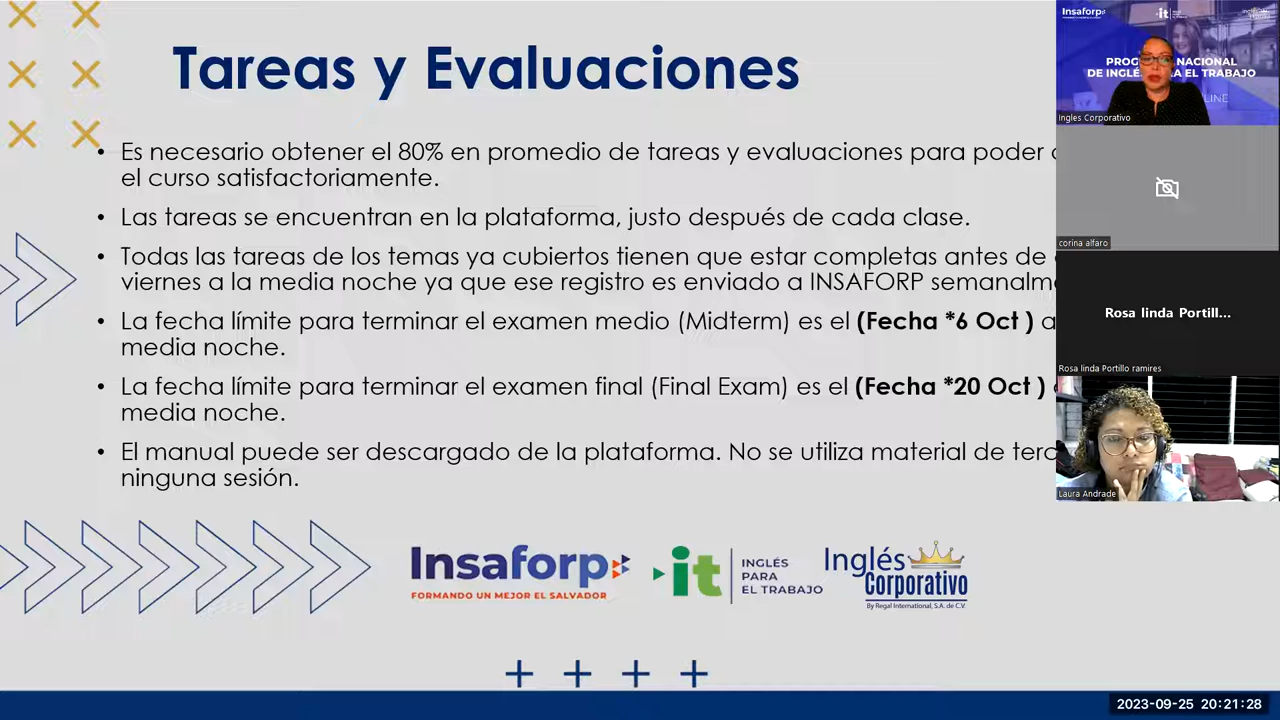 Tareas y Evaluaciones
• Es necesario obtener el 80% en promedio de tareas y evaluaciones para poder
el curso satisfactoriamente.
• Las tareas se encuentran en la plataforma, justo después de cada clase.
• Todas las tareas de los temas ya cubiertos tienen que estar completas antes de
viernes a la media noche ya que ese registro es enviado a INSAFORP
• La fecha límite para terminar el examen medio (Midterm) es el (Fecha *6 Oct ) a
media noche.
• La fecha límite para terminar el examen final (Final Exam) es el (Fecha *20 Oct )
media noche.
• El manual puede ser descargado de la plataforma. No se utiliza material de
ninguna sesión.
Insaforp
FORMANDO UN MEJOR EL SALVADOR
it
INGLÉS
PARA
EL TRABAJO
Inglés
Corporativo
By Regal International, S.A. de C.V.
Insaforp
it
NACIONAL
EL TRABAJO
Ingles Corporativo
corina alfaro
Rosa linda Portill...
Rosa linda Portillo ramires
Laura Andrade
2023-09-25 20:21:28